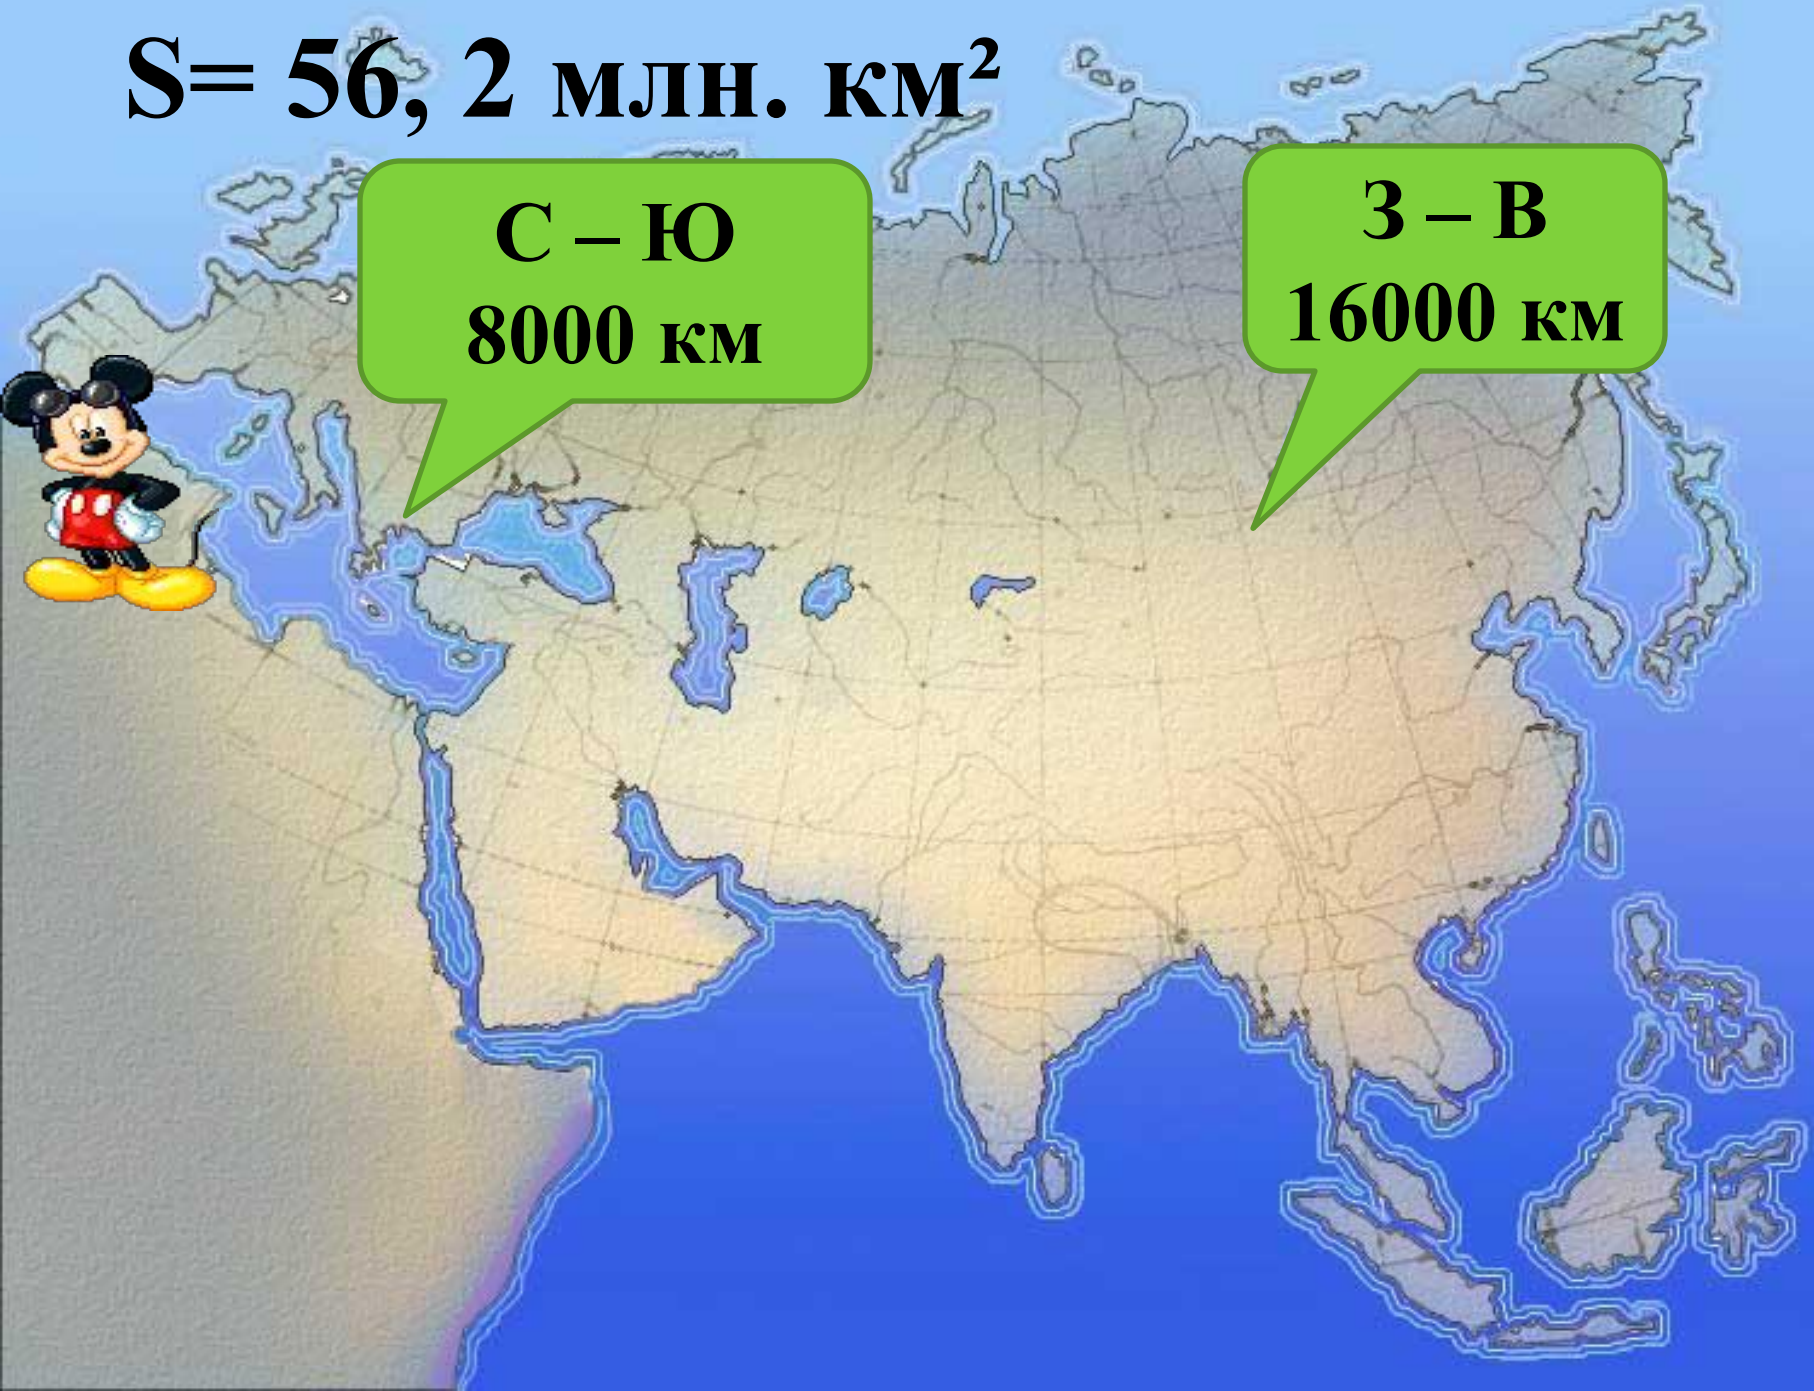 S= 56, 2 млн. км²
С – Ю
8000 км
З – В
16000 км